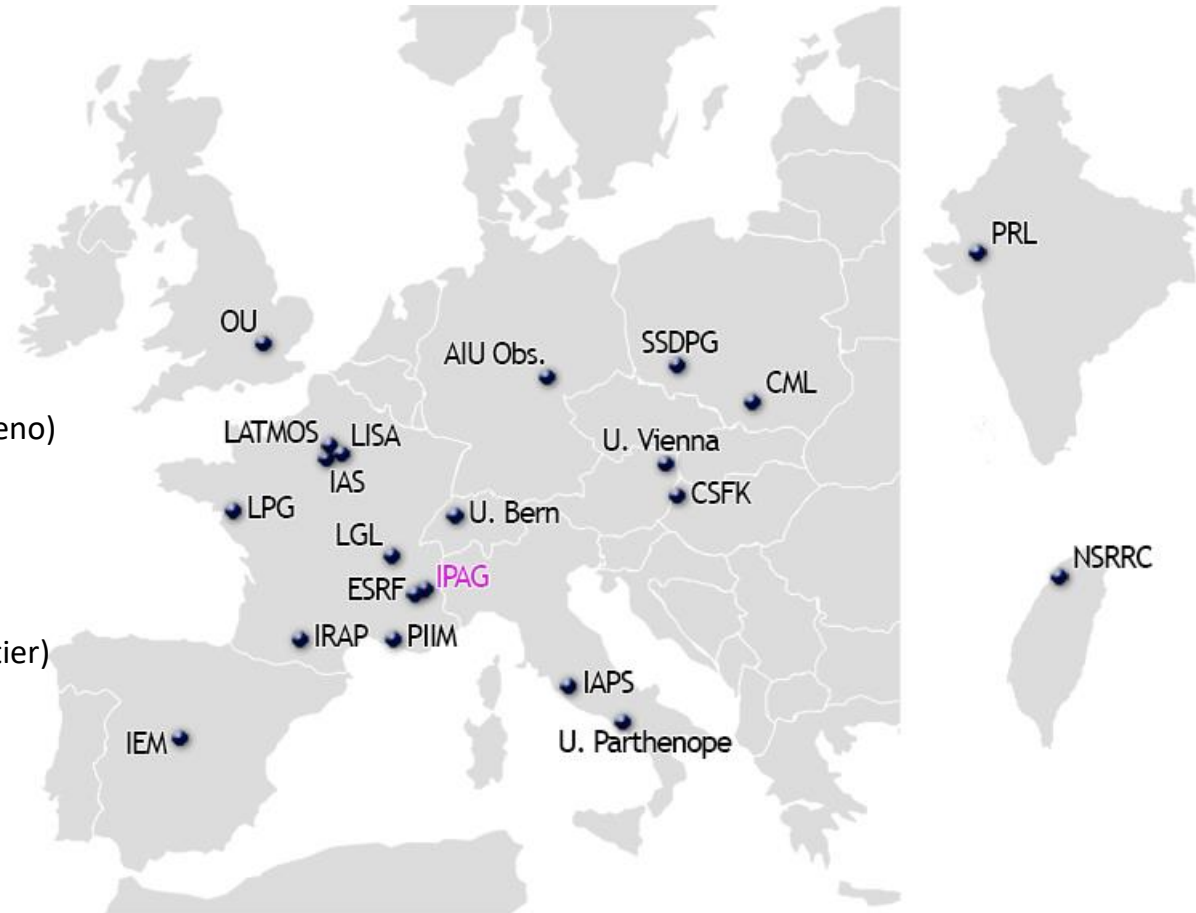 PRL
OU
SSDPG
AIU Obs.
CML
eno)
LATMOS
LISA
U. Vienna
IAS
CSFK
LPG
U. Bern
LGL
NSRRC
IPAG
ESRF
IRAP
PIIM
tier)
IAPS
IEM
U. Parthenope